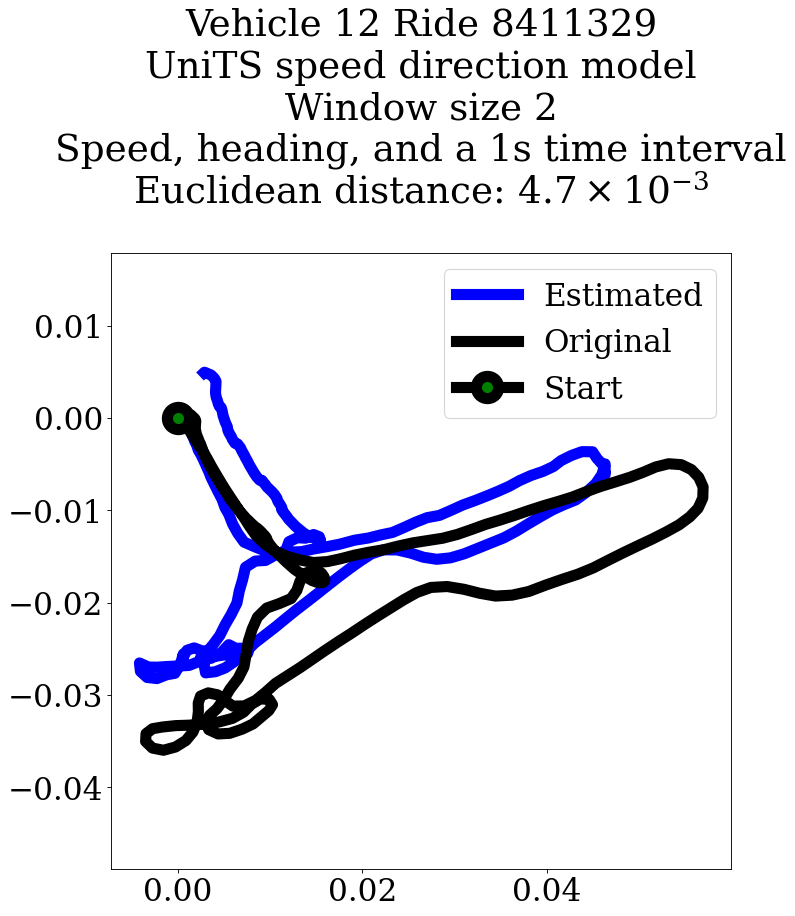 Vehicle 12 Ride 8411329
UniTS speed direction model
Window size 2
Speed, heading, and a 1s time interval
Euclidean distance: 4.7 × 10⁻³
Estimated
Original
Start
0.01
0.00
−0.01
−0.02
−0.03
−0.04
0.00 0.02 0.04